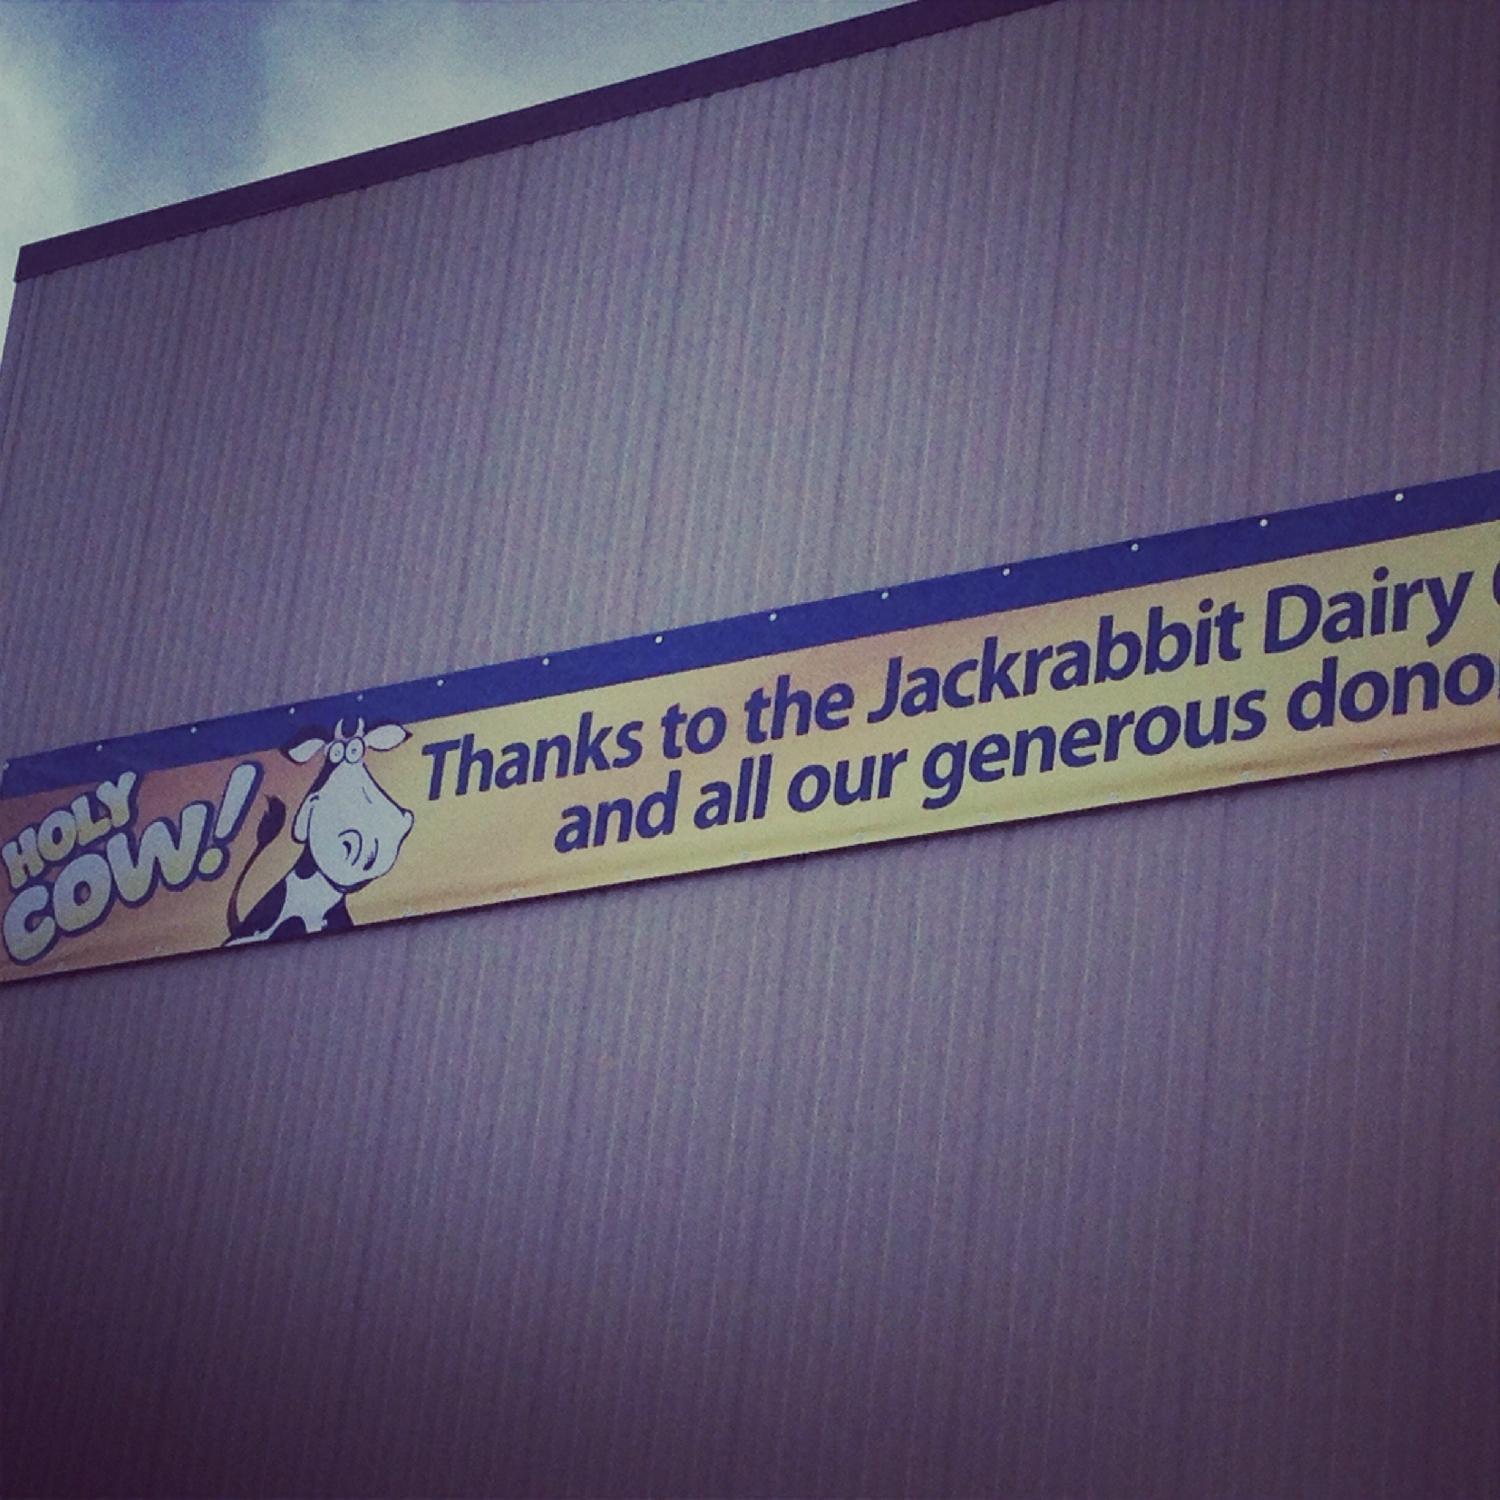 HOLY
COW!
Thanks to the Jackrabbit Dairy
and all our generous